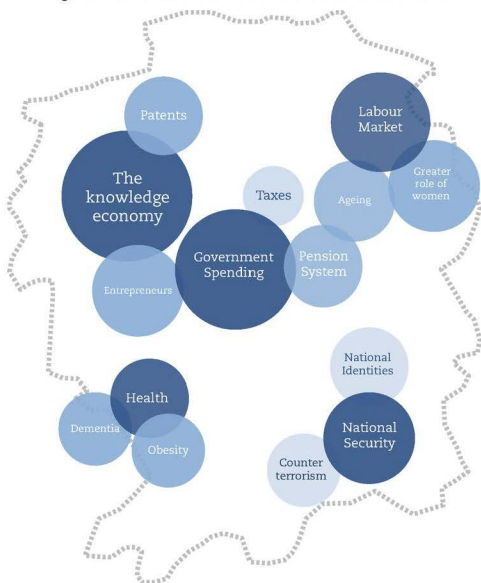 Patents
Labour
Market
The
knowledge
economy
Taxes
Ageing
Greater
role of
women
Government
Spending
Pension
System
Entrepreneurs
National
Identities
Health
Dementia
Obesity
National
Security
Counter
terrorism